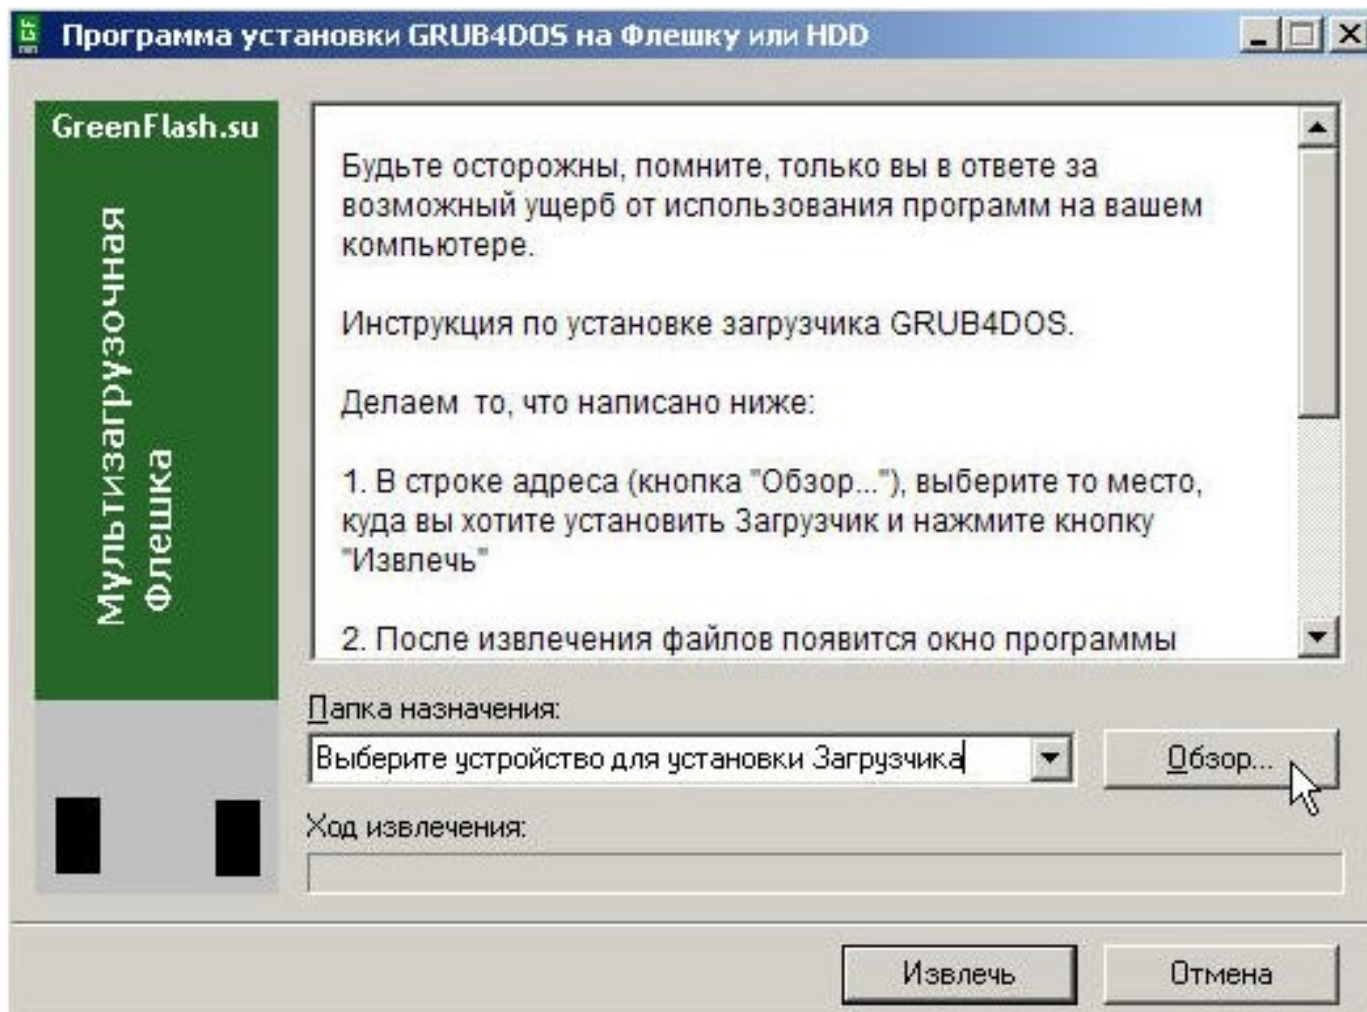 Программа установки GRUB4DOS на Флешку или HDD
GreenFlash.su
Мультизагрузочная
Флешка
Будьте осторожны, помните, только вы в ответе за
возможный ущерб от использования программ на вашем
компьютере.
Инструкция по установке загрузчика GRUB4DOS.
Делаем то, что написано ниже:
1. В строке адреса (кнопка "Обзор..."), выберите то место,
куда вы хотите установить Загрузчик и нажмите кнопку
"Извлечь"
2. После извлечения файлов появится окно программы
Папка назначения:
Выберите устройство для установки Загрузчика
Обзор...
Ход извлечения:
Извлечь
Отмена